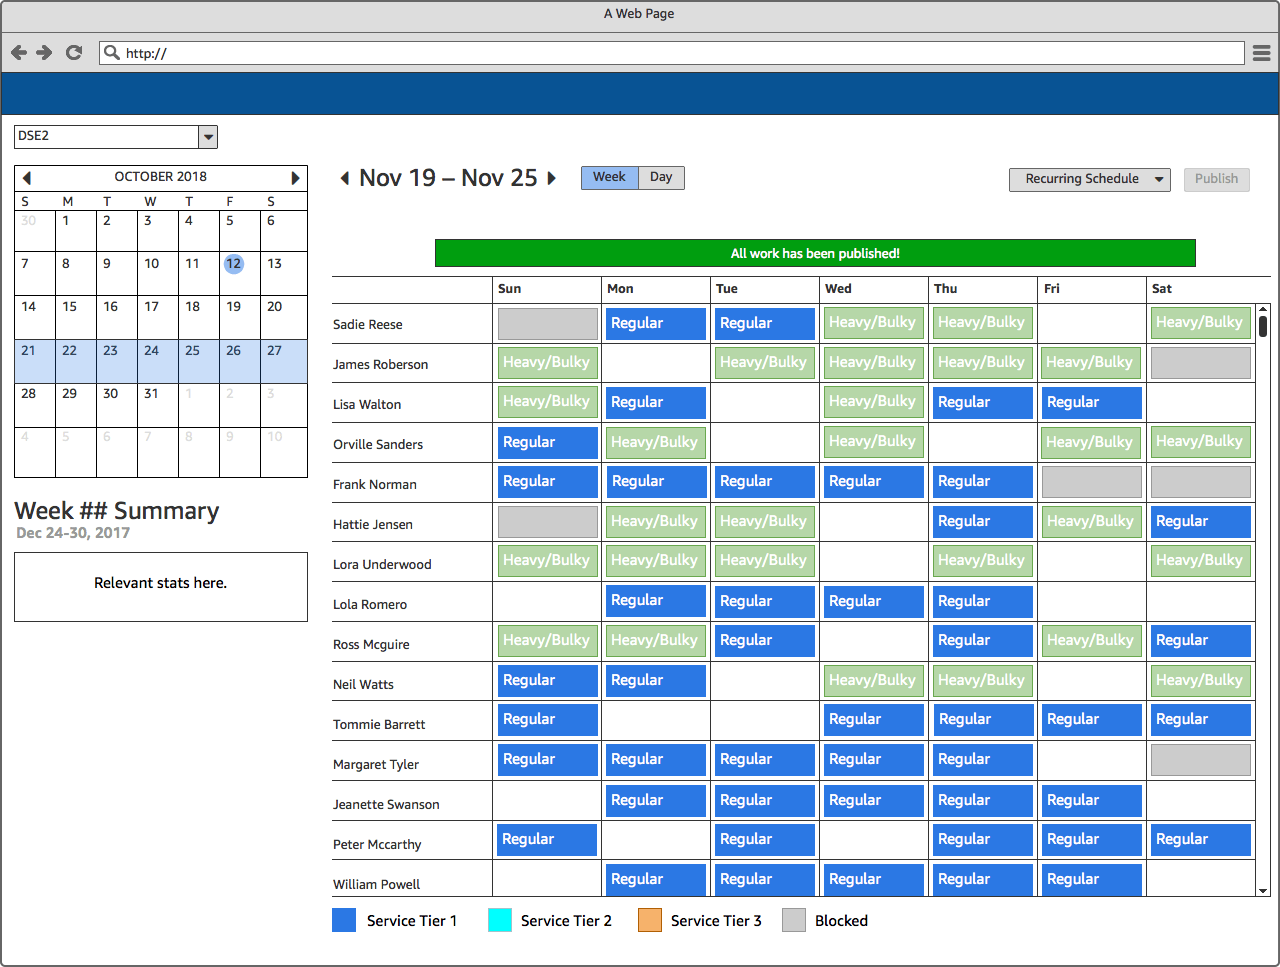 A Web Page
http://
DSE2
OCTOBER 2018
S M T W T F S
30 1 2 3 4 5 6
7 8 9 10 11 12 13
14 15 16 17 18 19 20
21 22 23 24 25 26 27
28 29 30 31 1 2 3
4 5 6 7 8 9 10
Week ## Summary
Dec 24-30, 2017
Relevant stats here.
Nov 19 – Nov 25
Week Day
Recurring Schedule
Publish
All work has been published!
Sun Mon Tue Wed Thu Fri Sat
Sadie Reese Regular Regular Heavy/Bulky Heavy/Bulky Heavy/Bulky
James Roberson Heavy/Bulky Heavy/Bulky Heavy/Bulky Heavy/Bulky Heavy/Bulky
Lisa Walton Heavy/Bulky Regular Heavy/Bulky Regular Regular
Orville Sanders Regular Heavy/Bulky Heavy/Bulky Heavy/Bulky Heavy/Bulky
Frank Norman Regular Regular Regular Regular Regular
Hattie Jensen Heavy/Bulky Heavy/Bulky Regular Heavy/Bulky Regular
Lora Underwood Heavy/Bulky Heavy/Bulky Heavy/Bulky Heavy/Bulky Heavy/Bulky
Lola Romero Regular Regular Regular Regular
Ross Mcguire Heavy/Bulky Heavy/Bulky Regular Regular Heavy/Bulky Regular
Neil Watts Regular Regular Heavy/Bulky Heavy/Bulky Heavy/Bulky
Tommie Barrett Regular Regular Regular Regular Regular
Margaret Tyler Regular Regular Regular Regular Regular
Jeanette Swanson Regular Regular Regular Regular Regular
Peter Mccarthy Regular Regular Regular Regular Regular
William Powell Regular Regular Regular Regular Regular
Service Tier 1 Service Tier 2 Service Tier 3 Blocked